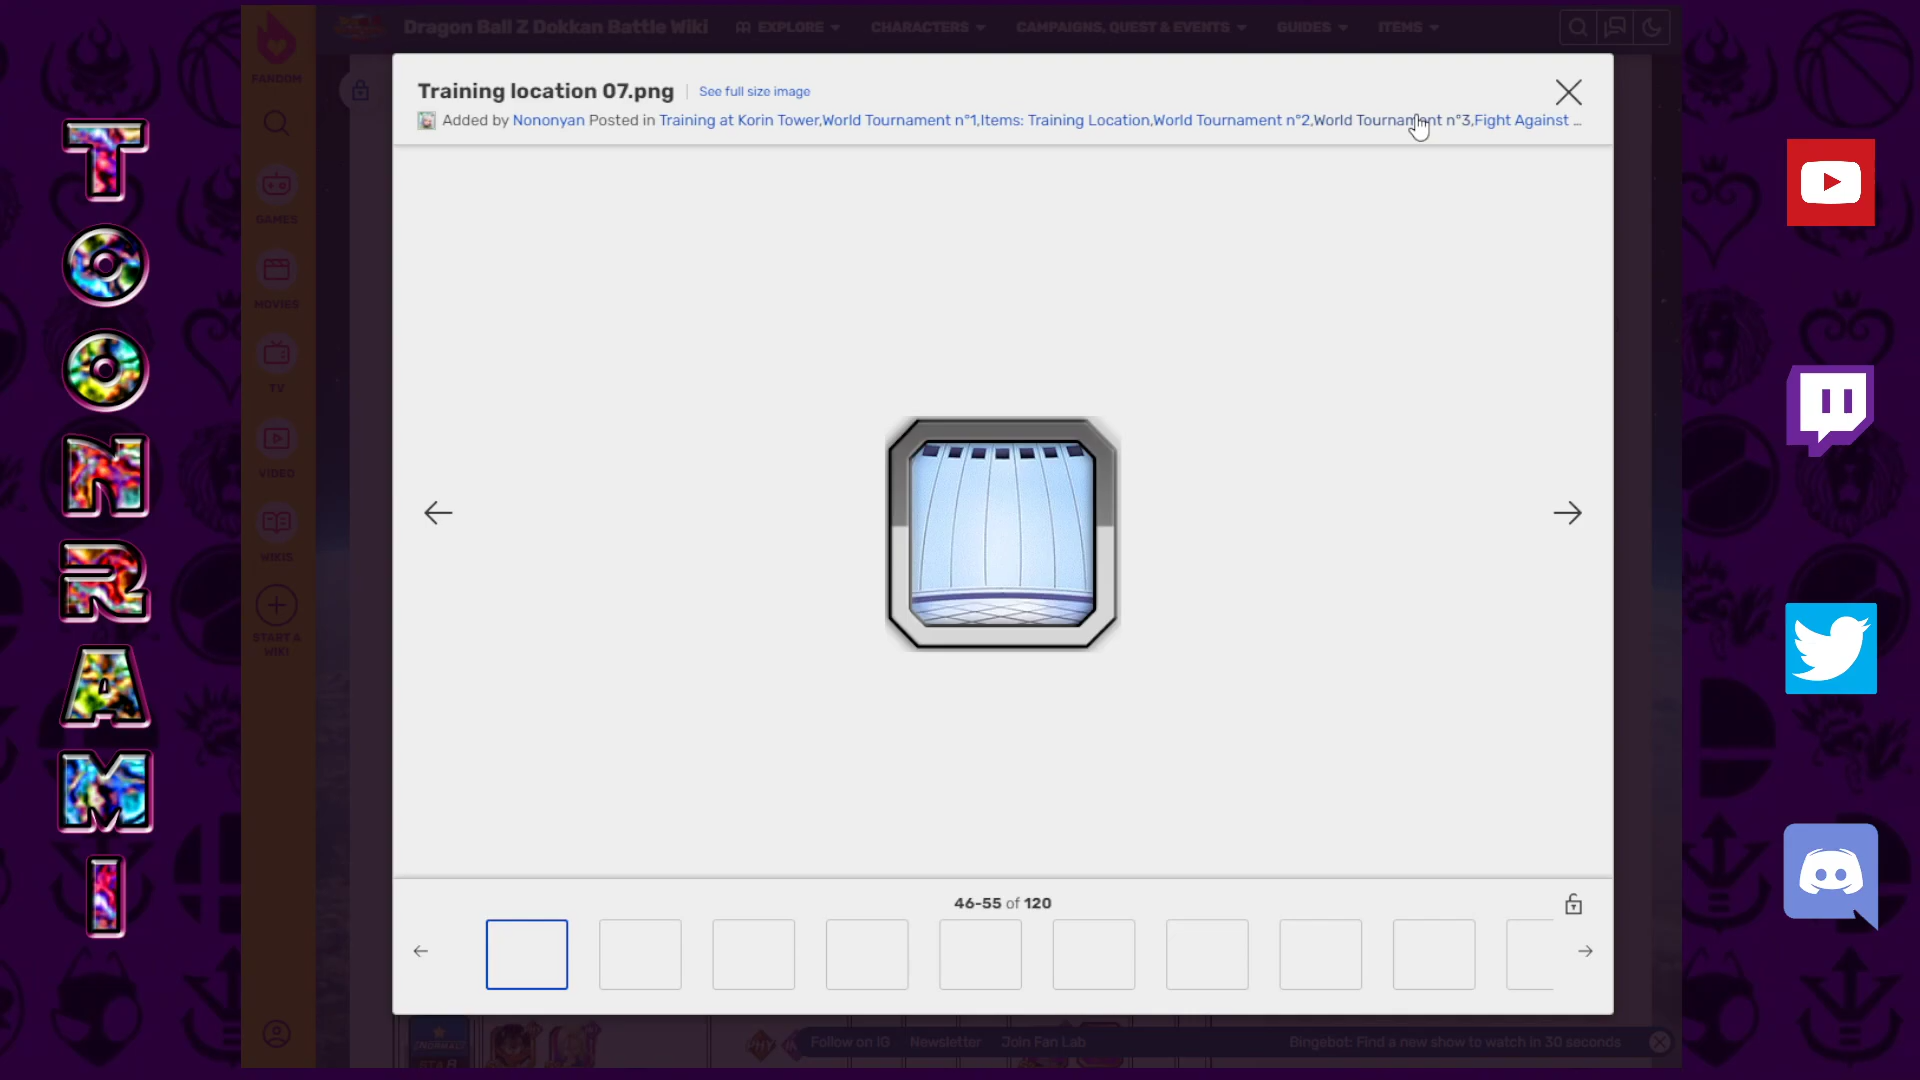 TOONRAMI
Dragon Ball Z Dokkan Battle Wiki
EXPLORE
CHARACTERS
CAMPAIGNS, QUEST & EVENTS
GUIDES
ITEMS
FANDOM
GAMES
MOVIES
TV
VIDEO
WIKIS
START A
WIKI
Training location 07.png
See full size image
Added by Nononyan Posted in Training at Korin Tower,World Tournament n°1,Items: Training Location,World Tournament n°2,World Tournament n°3,Fight Against ...
46-55 of 120
Follow on IG
Newsletter
Join Fan Lab
Bingebot: Find a new show to watch in 30 seconds